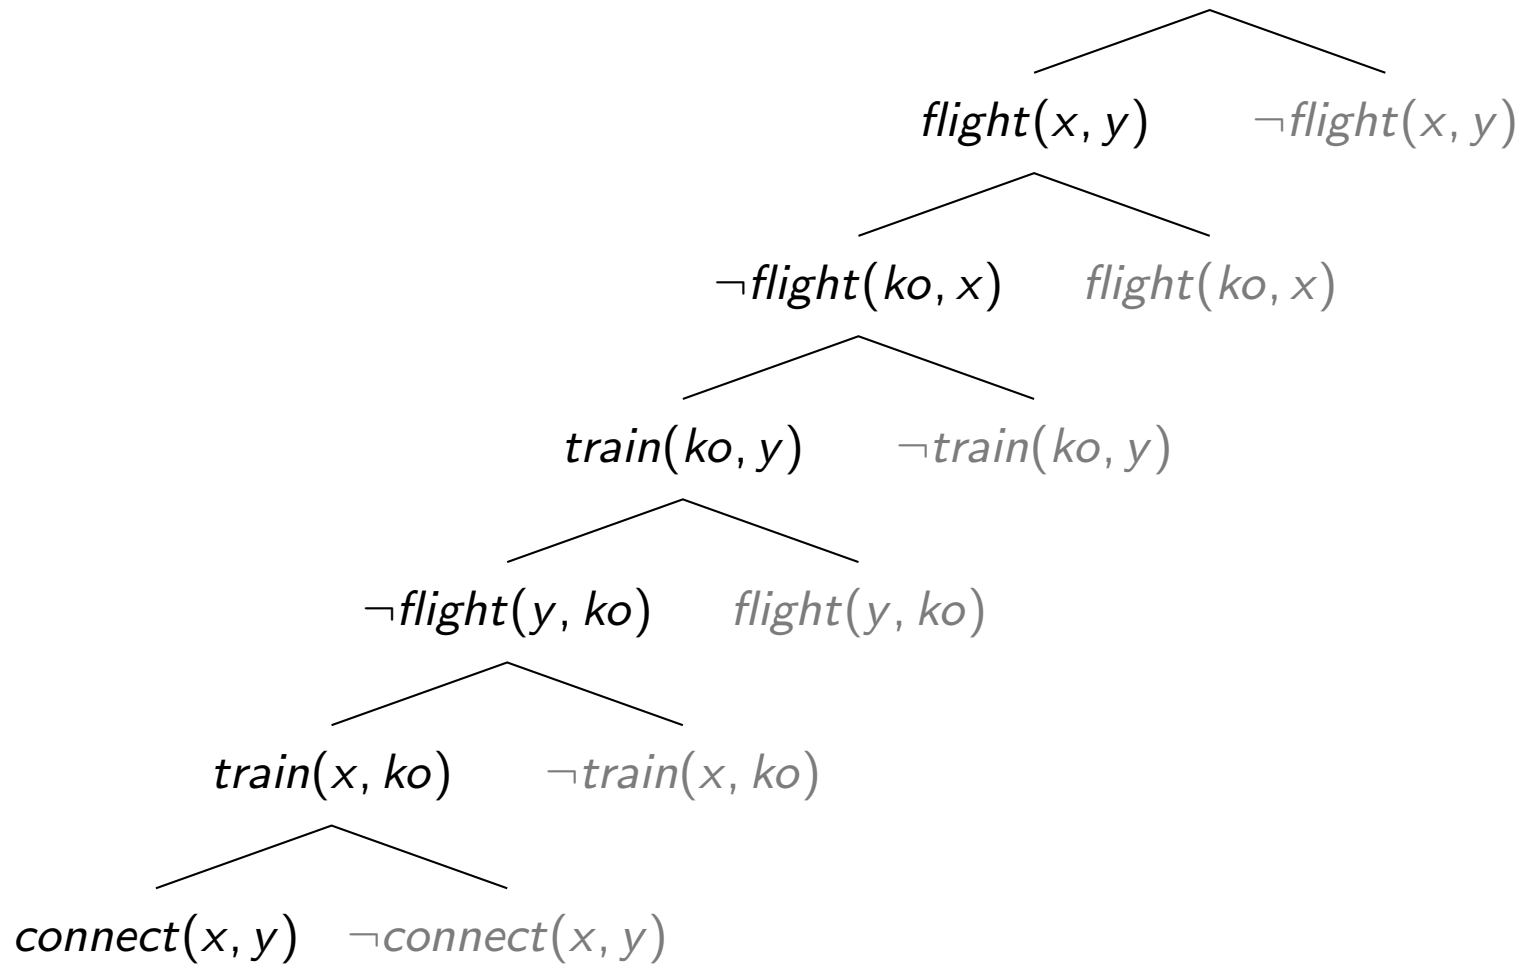 flight(x, y) ¬flight(x, y)
¬flight(ko, x) flight(ko, x)
train(ko, y) ¬train(ko, y)
¬flight(y, ko) flight(y, ko)
train(x, ko) ¬train(x, ko)
connect(x, y) ¬connect(x, y)